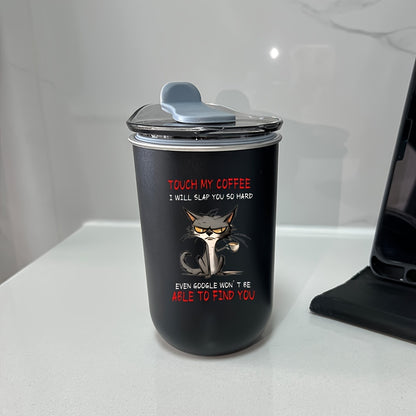 TOUCH MY COFFEE
I WILL SLAP YOU SO HARD
EVEN GOOGLE WON'T BE
ABLE TO FIND YOU